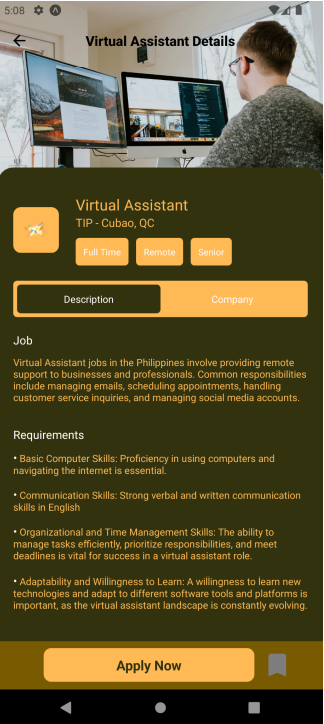 5:08
Virtual Assistant Details
Virtual Assistant
TIP - Cubao, QC
Full Time Remote Senior
Description Company
Job
Virtual Assistant jobs in the Philippines involve providing remote
support to businesses and professionals. Common responsibilities
include managing emails, scheduling appointments, handling
customer service inquiries, and managing social media accounts.
Requirements
• Basic Computer Skills: Proficiency in using computers and
navigating the internet is essential.
• Communication Skills: Strong verbal and written communication
skills in English
• Organizational and Time Management Skills: The ability to
manage tasks efficiently, prioritize responsibilities, and meet
deadlines is vital for success in a virtual assistant role.
• Adaptability and Willingness to Learn: A willingness to learn new
technologies and adapt to different software tools and platforms is
important, as the virtual assistant landscape is constantly evolving.
Apply Now